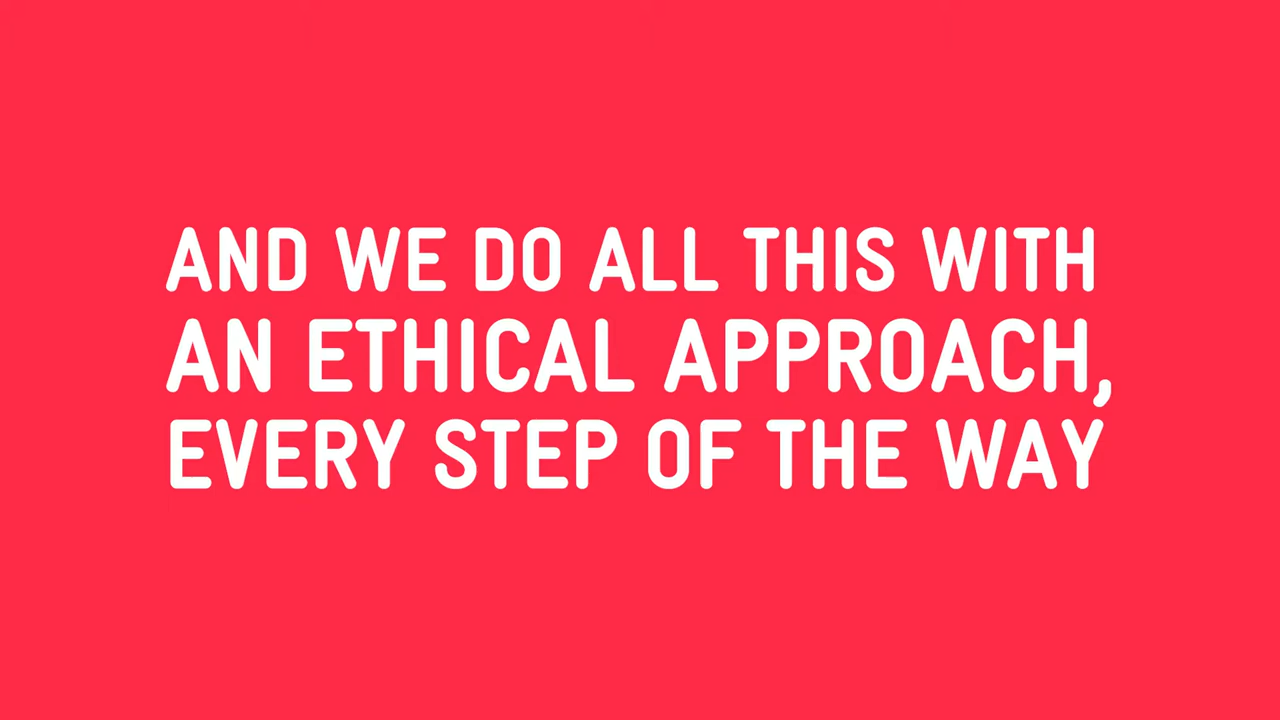 AND WE DO ALL THIS WITH
AN ETHICAL APPROACH,
EVERY STEP OF THE WAY